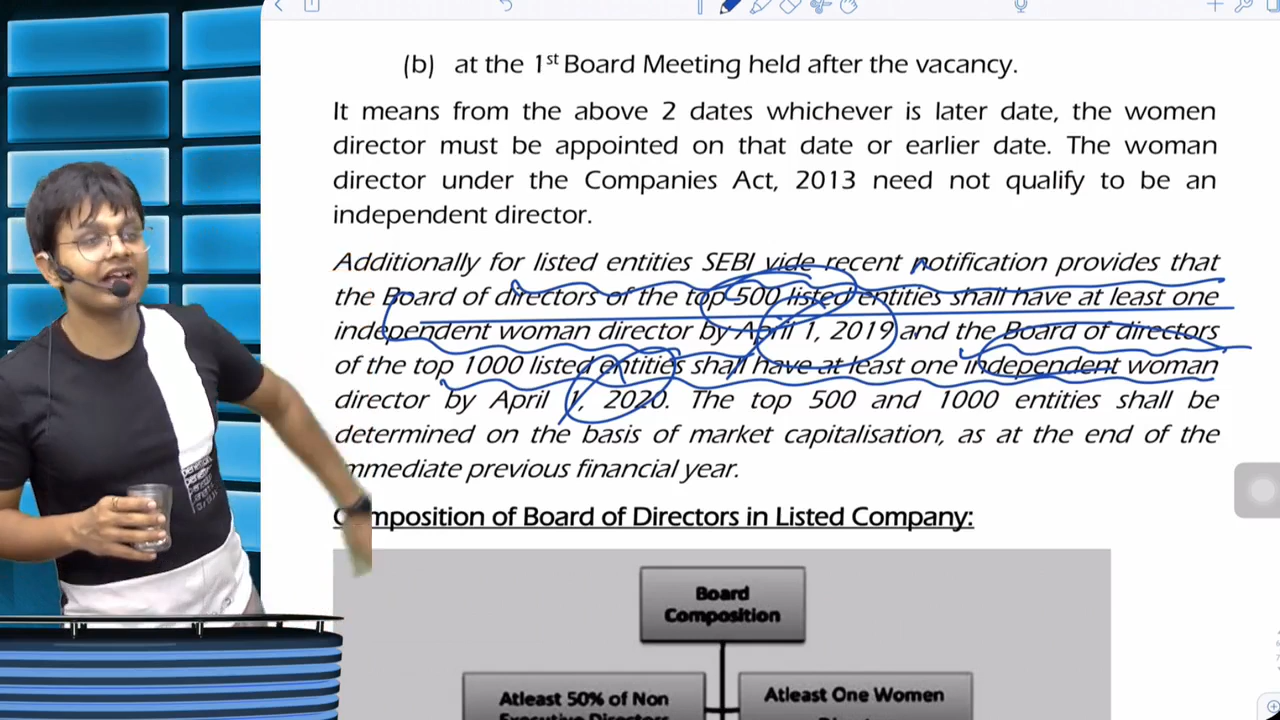 (b) at the 1st Board Meeting held after the vacancy.
It means from the above 2 dates whichever is later date, the women
director must be appointed on that date or earlier date. The woman
director under the Companies Act, 2013 need not qualify to be an
independent director.
Additionally for listed entities SEBI vide recent notification provides that
the Board of directors of the top 500 listed entities shall have at least one
independent woman director by April 1, 2019 and the Board of directors
of the top 1000 listed entities shall have at least one independent woman
director by April 1, 2020. The top 500 and 1000 entities shall be
determined on the basis of market capitalisation, as at the end of the
immediate previous financial year.
Composition of Board of Directors in Listed Company:
Board
Composition
Atleast 50% of Non
Executive Directors
Atleast One Women